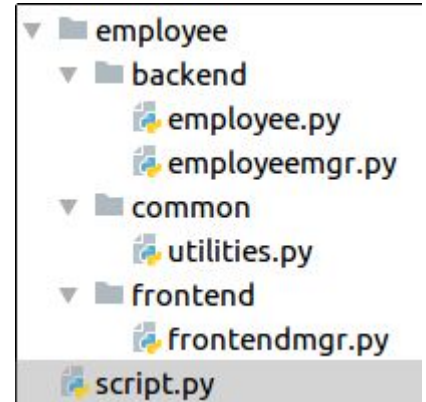 employee
backend
employee.py
employeemgr.py
common
utilities.py
frontend
frontendmgr.py
script.py